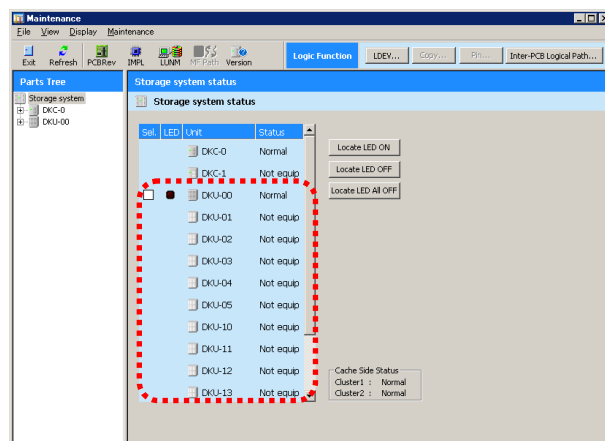 Maintenance
File View Display Maintenance
Exit Refresh PCBRev IMPL LUNM MF Path Version Logic Function LDEV... Copy... Pin... Inter-PCB Logical Path...
Parts Tree
Storage system
DKC-0
DKU-00
Storage system status
Storage system status
Sel. LED Unit Status
DKC-0 Normal
DKC-1 Not equip
DKU-00 Normal
DKU-01 Not equip
DKU-02 Not equip
DKU-03 Not equip
DKU-04 Not equip
DKU-05 Not equip
DKU-10 Not equip
DKU-11 Not equip
DKU-12 Not equip
DKU-13 Not equip
Locate LED ON
Locate LED OFF
Locate LED All OFF
Cache Side Status
Cluster1 : Normal
Cluster2 : Normal